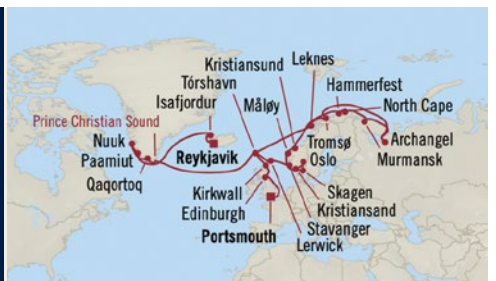 Kristiansund
Leknes
Tórshavn
Hammerfest
Isafjordur
Måløy
North Cape
Prince Christian Sound
Nuuk
Paamiut
Qaqortoq
Reykjavik
Tromsø
Oslo
Archangel
Murmansk
Kirkwall
Edinburgh
Portsmouth
Skagen
Kristiansand
Stavanger
Lerwick